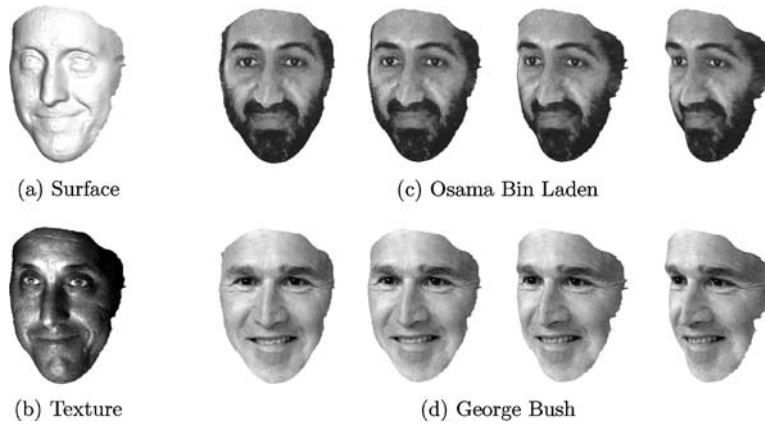 (a) Surface
(c) Osama Bin Laden
(b) Texture
(d) George Bush